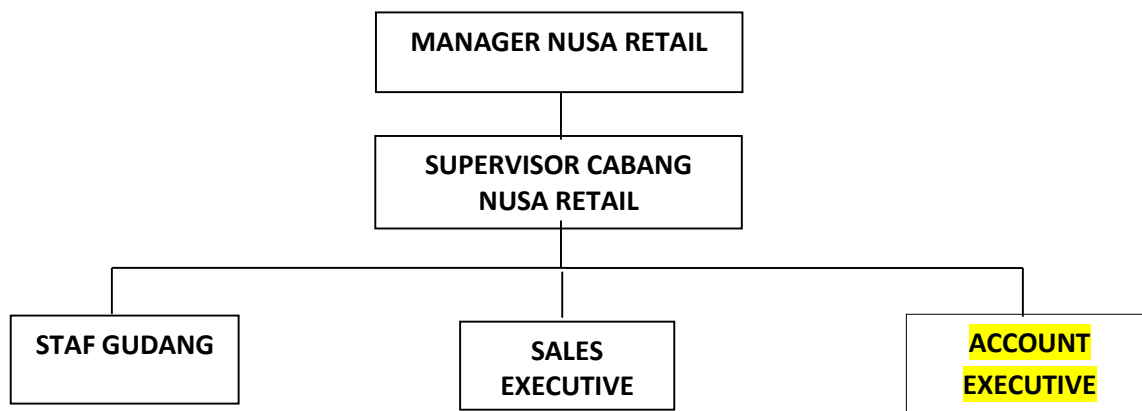 MANAGER NUSA RETAIL
SUPERVISOR CABANG
NUSA RETAIL
STAF GUDANG
SALES
EXECUTIVE
ACCOUNT
EXECUTIVE